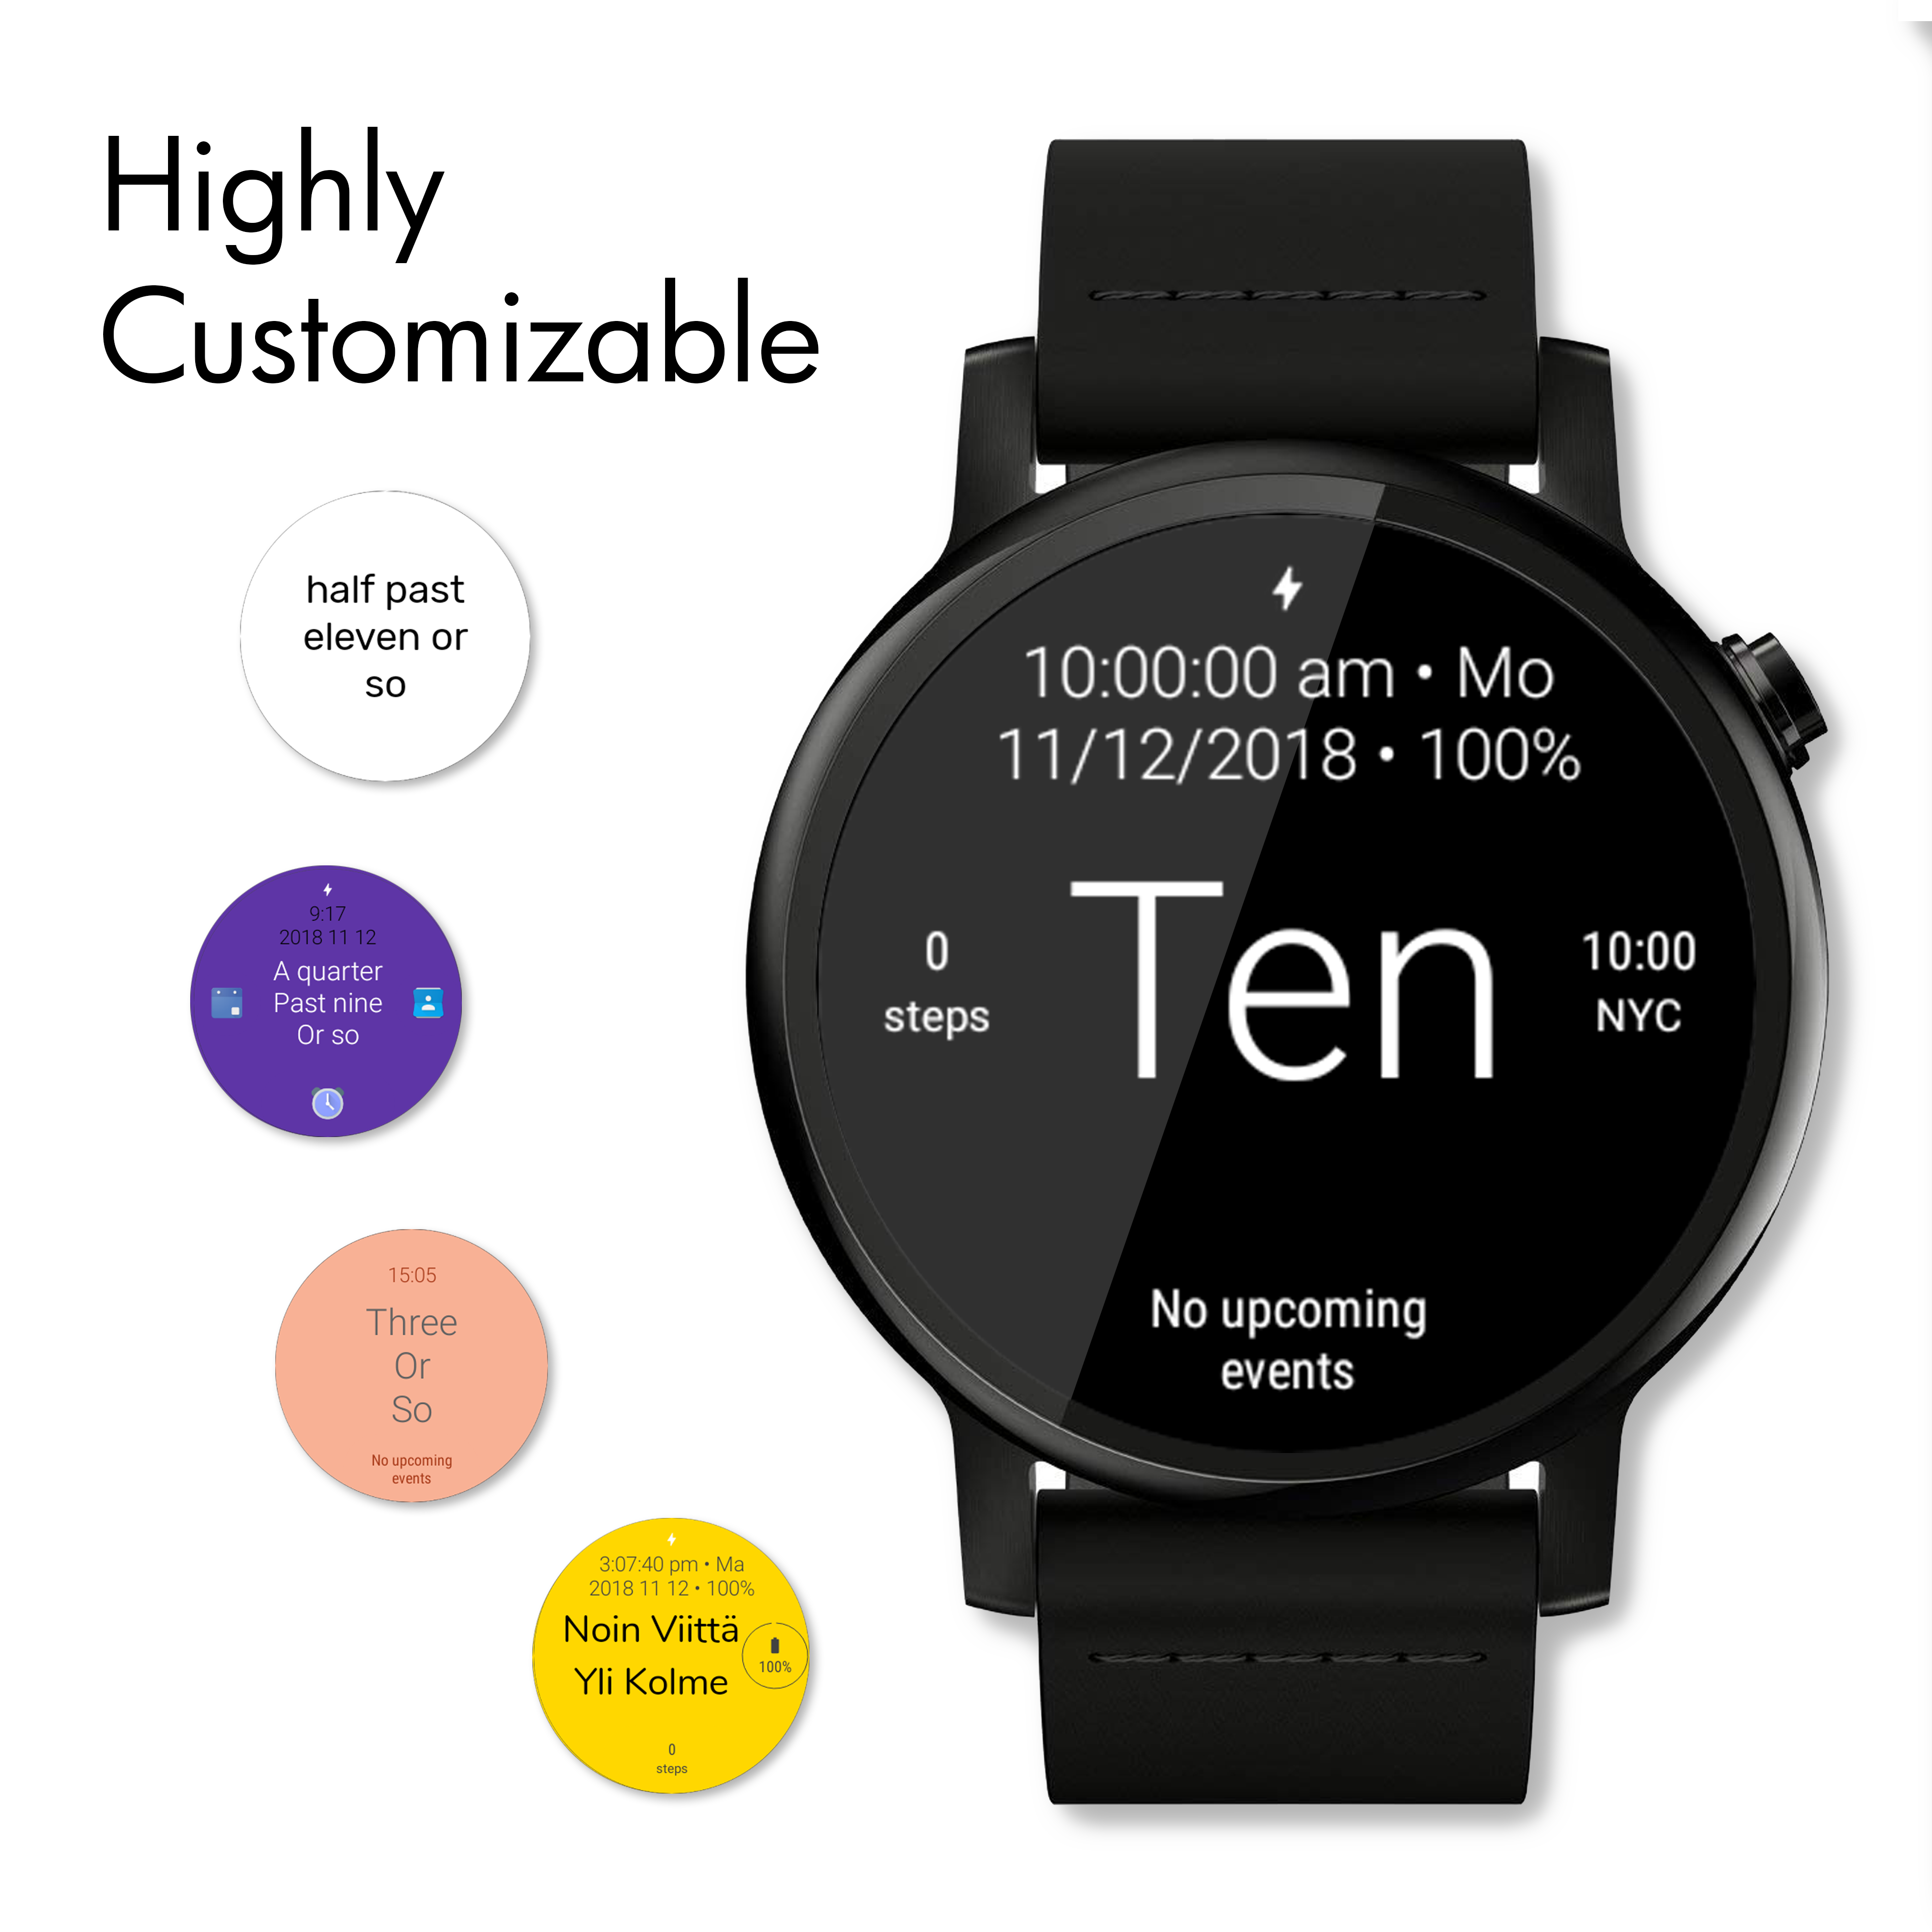 Highly
Customizable
half past
eleven or
so
9:17
2018 11 12
A quarter
Past nine
Or so
15:05
Three
Or
So
No upcoming
events
3:07:40 pm • Ma
2018 11 12 • 100%
Noin Viittä
Yli Kolme
100%
0
steps
10:00:00 am • Mo
11/12/2018 • 100%
Ten
0
steps
10:00
NYC
No upcoming
events